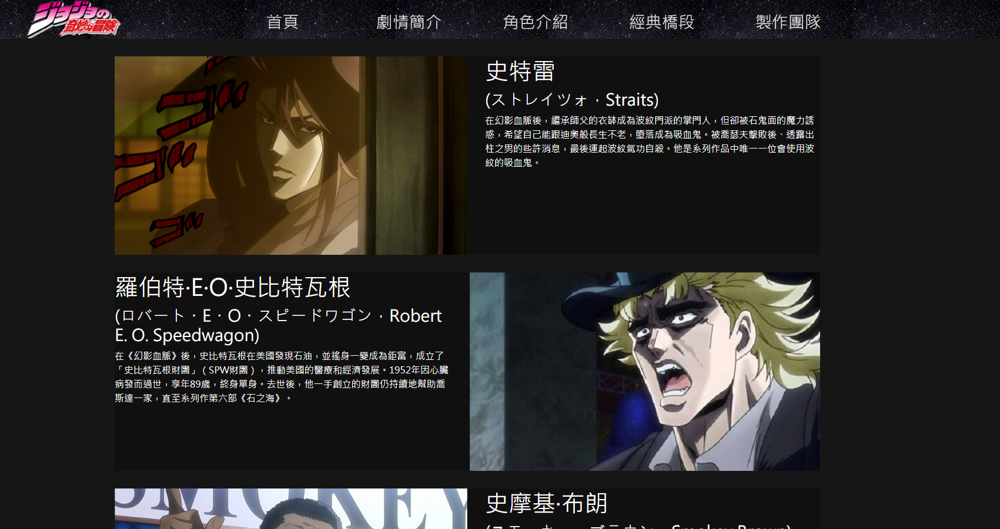 ジョジョの
奇妙な冒険
首頁
劇情簡介
角色介紹
經典橋段
製作團隊
ゴゴゴ
史特雷
(ストレイツォ，Straits)
在幻影血脈後，繼承師父的衣缽成為波紋門派的掌門人，但卻被石鬼面的魔力誘
惑，希望自己能跟迪奧般長生不老，墮落成為吸血鬼。被喬瑟夫擊敗後、透露出
柱之男的些許消息，最後運起波紋氣功自殺。他是系列作品中唯一一位會使用波
紋的吸血鬼。
羅伯特·E·O·史比特瓦根
(ロバート・E・O・スピードワゴン，Robert
E. O. Speedwagon)
在《幻影血脈》後，史比特瓦根在美國發現石油，並搖身一變成為鉅富，成立了
「史比特瓦根財團」（SPW財團），推動美國的醫療和經濟發展。1952年因心臟
病發而過世，享年89歲，終身單身。去世後，他一手創立的財團仍持續地幫助喬
斯達一家，直至系列作第六部《石之海》。
SMOKEY
史摩基·布朗
(スモーキー・ブラウン，Smokey Brown)